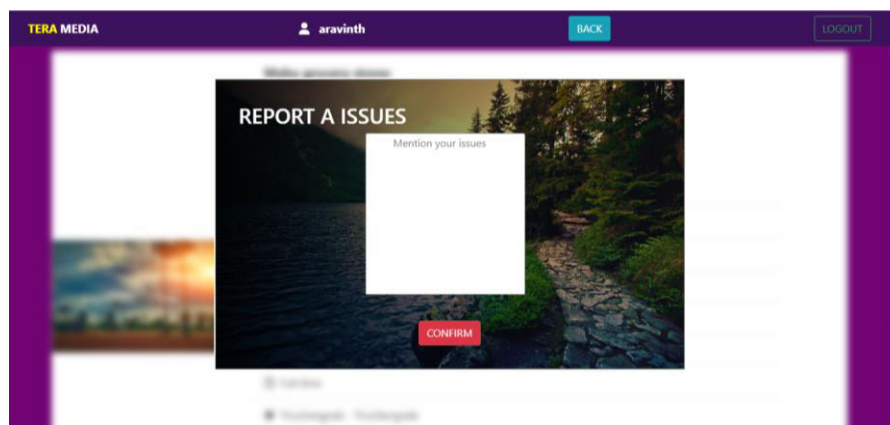 TERA MEDIA
aravinth
BACK
LOGOUT
REPORT A ISSUES
Mention your issues
CONFIRM